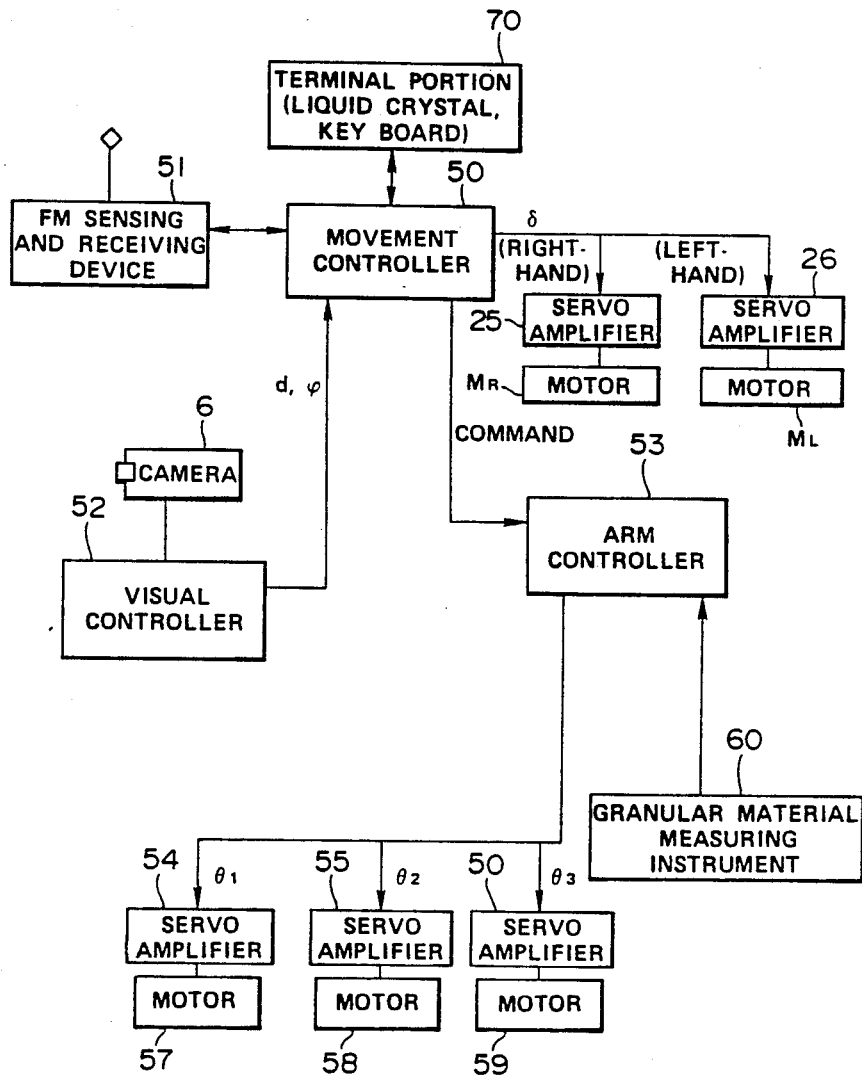 70
TERMINAL PORTION
(LIQUID CRYSTAL,
KEY BOARD)
51
FM SENSING
AND RECEIVING
DEVICE
50
MOVEMENT
CONTROLLER
δ
(RIGHT-
HAND)
(LEFT-
HAND)
26
25
SERVO
AMPLIFIER
SERVO
AMPLIFIER
MR
MOTOR
MOTOR
ML
d, φ
6
CAMERA
COMMAND
53
52
ARM
CONTROLLER
VISUAL
CONTROLLER
60
GRANULAR MATERIAL
MEASURING
INSTRUMENT
54
θ1
55
θ2
50
θ3
SERVO
AMPLIFIER
SERVO
AMPLIFIER
SERVO
AMPLIFIER
MOTOR
MOTOR
MOTOR
57
58
59